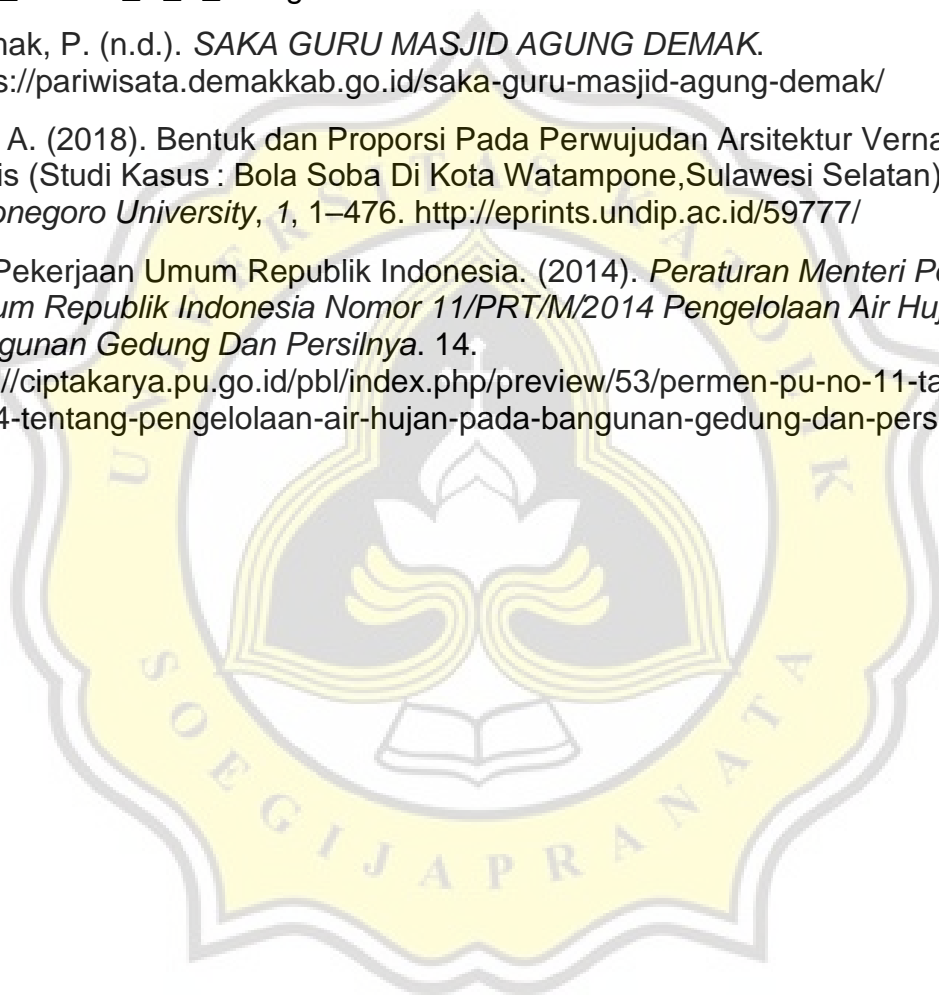 nak, P. (n.d.). SAKA GURU MASJID AGUNG DEMAK.
s://pariwisata.demakkab.go.id/saka-guru-masjid-agung-demak/
A. (2018). Bentuk dan Proporsi Pada Perwujudan Arsitektur Verna
is (Studi Kasus : Bola Soba Di Kota Watampone,Sulawesi Selatan)
onegoro University, 1, 1–476. http://eprints.undip.ac.id/59777/
Pekerjaan Umum Republik Indonesia. (2014). Peraturan Menteri Pe
um Republik Indonesia Nomor 11/PRT/M/2014 Pengelolaan Air Huj
gunan Gedung Dan Persilnya. 14.
://ciptakarya.pu.go.id/pbl/index.php/preview/53/permen-pu-no-11-ta
4-tentang-pengelolaan-air-hujan-pada-bangunan-gedung-dan-pers
UNIVERSITAS KATOLIK
SOEGIJAPRANATA